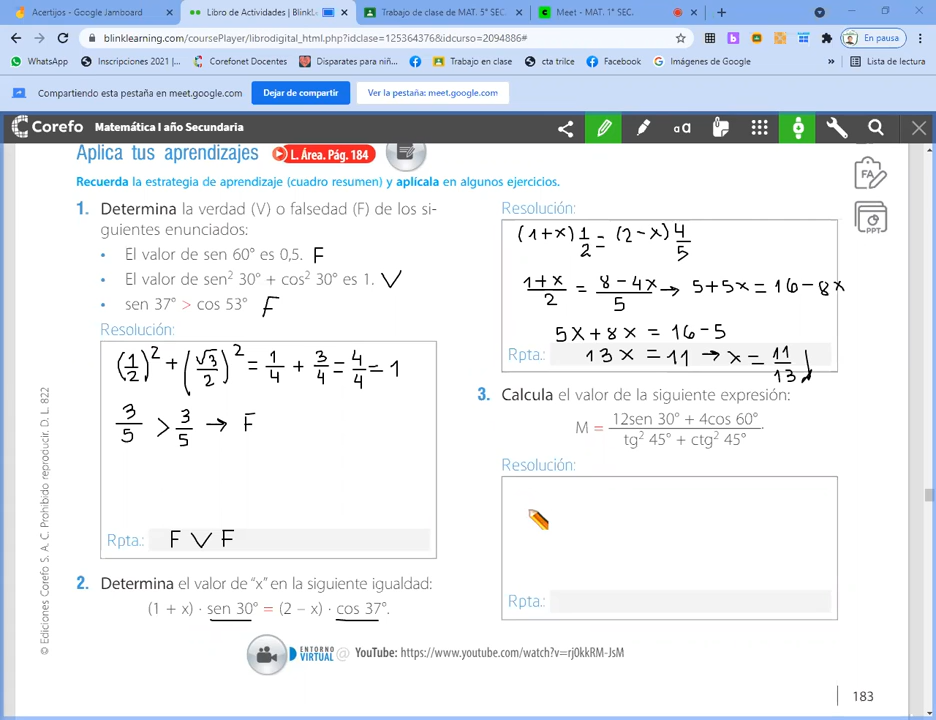 Acertijos - Google Jamboard
Libro de Actividades | BlinkLe
Trabajo de clase de MAT. 5° SEC.
Meet - MAT. 1° SEC.
blinklearning.com/coursePlayer/librodigital_html.php?idclase=125364376&idcurso=2094886#
En pausa
WhatsApp
Inscripciones 2021 |...
Corefonet Docentes
Disparates para niñ...
Trabajo en clase
cta trilce
Facebook
Imágenes de Google
»
Lista de lectura
Compartiendo esta pestaña en meet.google.com
Dejar de compartir
Ver la pestaña: meet.google.com
Corefo
Matemática I año Secundaria
aA
Aplica tus aprendizajes
L. Área. Pág. 184
Recuerda la estrategia de aprendizaje (cuadro resumen) y aplícala en algunos ejercicios.
1. Determina la verdad (V) o falsedad (F) de los si-
guientes enunciados:
• El valor de sen 60° es 0,5. F
• El valor de sen² 30° + cos² 30° es 1. V
• sen 37° > cos 53° F
Resolución:
(1/2)² + (√3/2)² = 1/4 + 3/4 = 4/4 = 1
3/5 > 3/5 → F
Rpta.: F V F
2. Determina el valor de "x" en la siguiente igualdad:
(1 + x) · sen 30° = (2 – x) · cos 37°.
Resolución:
(1+x) 1/2 = (2-x) 4/5
1+x/2 = 8-4x/5 → 5+5x = 16-8x
5x+8x = 16-5
Rpta.: 13x = 11 → x = 11/13
3. Calcula el valor de la siguiente expresión:
M = 12sen 30° + 4cos 60° / tg² 45° + ctg² 45° .
Resolución:
Rpta.:
ENTORNO
VIRTUAL
@ YouTube: https://www.youtube.com/watch?v=rj0kkRM-JsM
183
© Ediciones Corefo S. A. C. Prohibido reproducir. D. L. 822
FA
PPT